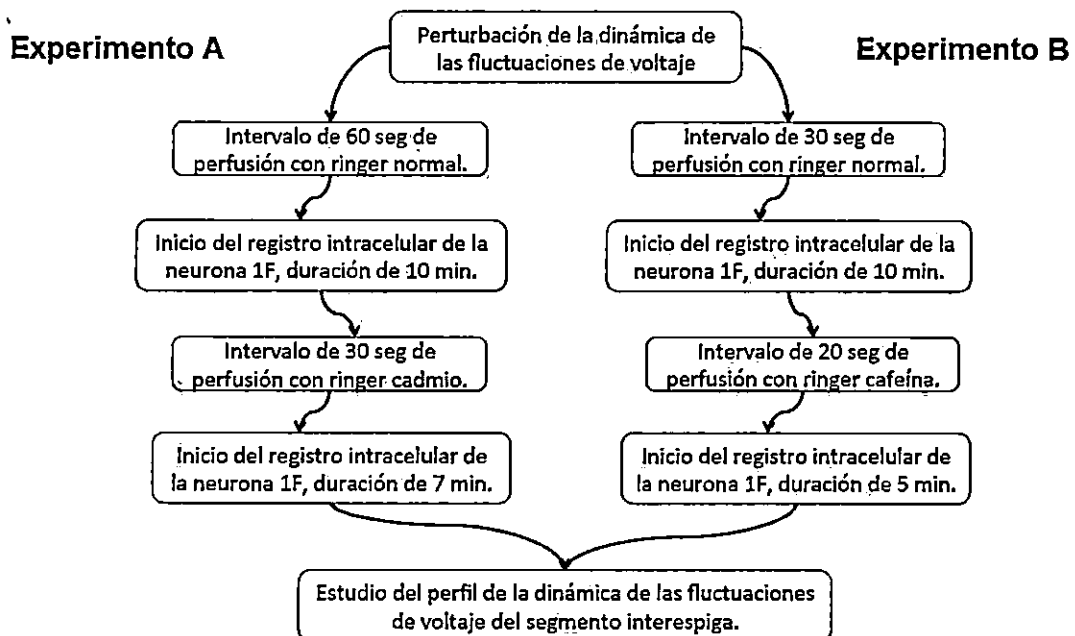 Experimento A
Perturbación de la dinámica de
las fluctuaciones de voltaje
Experimento B
Intervalo de 60 seg de
perfusión con ringer normal.
Inicio del registro intracelular de la
neurona 1F, duración de 10 min.
Intervalo de 30 seg de
perfusión con ringer cadmio.
Inicio del registro intracelular de
la neurona 1F, duración de 7 min.
Intervalo de 30 seg de
perfusión con ringer normal.
Inicio del registro intracelular de la
neurona 1F, duración de 10 min.
Intervalo de 20 seg de
perfusión con ringer cafeína.
Inicio del registro intracelular de
la neurona 1F, duración de 5 min.
Estudio del perfil de la dinámica de las fluctuaciones
de voltaje del segmento interespiga.